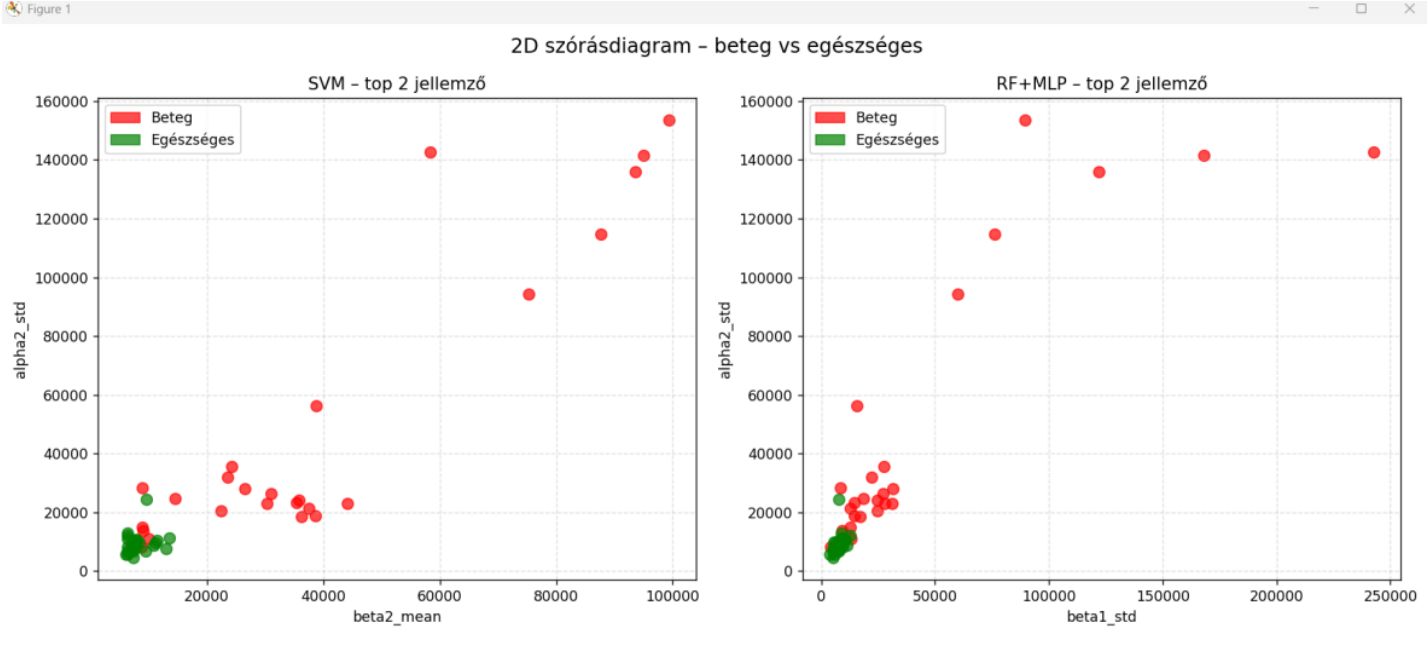 Figure 1
2D szórásdiagram – beteg vs egészséges
SVM – top 2 jellemző
160000
140000
120000
100000
80000
60000
40000
20000
0
alpha2_std
Beteg
Egészséges
20000 40000 60000 80000 100000
beta2_mean
RF+MLP – top 2 jellemző
160000
140000
120000
100000
80000
60000
40000
20000
0
alpha2_std
Beteg
Egészséges
0 50000 100000 150000 200000 250000
beta1_std